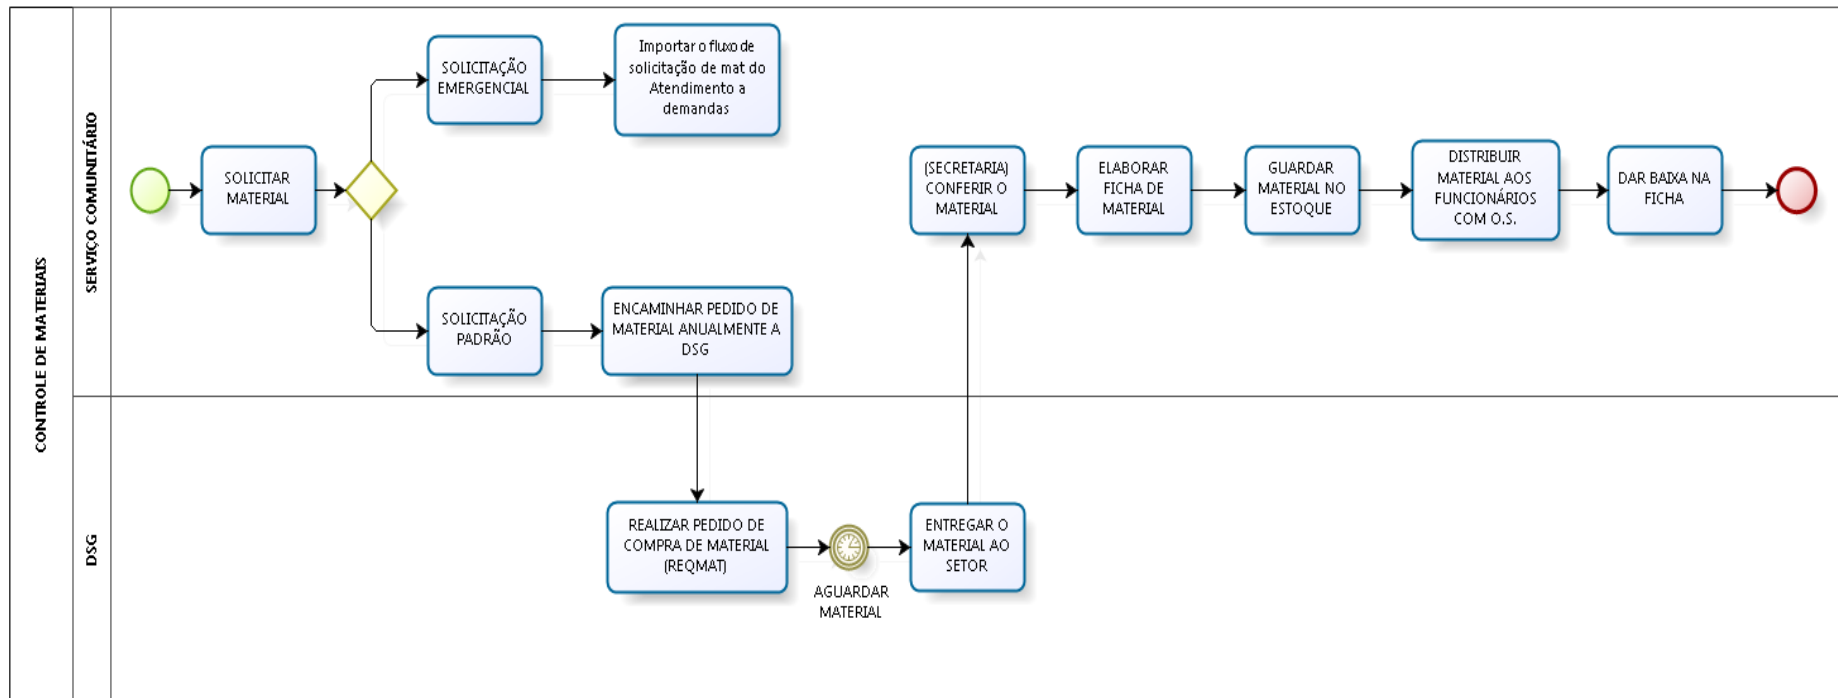 CONTROLE DE MATERIAIS
SERVIÇO COMUNITÁRIO
SOLICITAR
MATERIAL
SOLICITAÇÃO
EMERGENCIAL
Importar o fluxo de
solicitação de mat do
Atendimento a
demandas
SOLICITAÇÃO
PADRÃO
ENCAMINHAR PEDIDO DE
MATERIAL ANUALMENTE A
DSG
(SECRETARIA)
CONFERIR O
MATERIAL
ELABORAR
FICHA DE
MATERIAL
GUARDAR
MATERIAL NO
ESTOQUE
DISTRIBUIR
MATERIAL AOS
FUNCIONÁRIOS
COM O.S.
DAR BAIXA NA
FICHA
DSG
REALIZAR PEDIDO DE
COMPRA DE MATERIAL
(REQMAT)
AGUARDAR
MATERIAL
ENTREGAR O
MATERIAL AO
SETOR